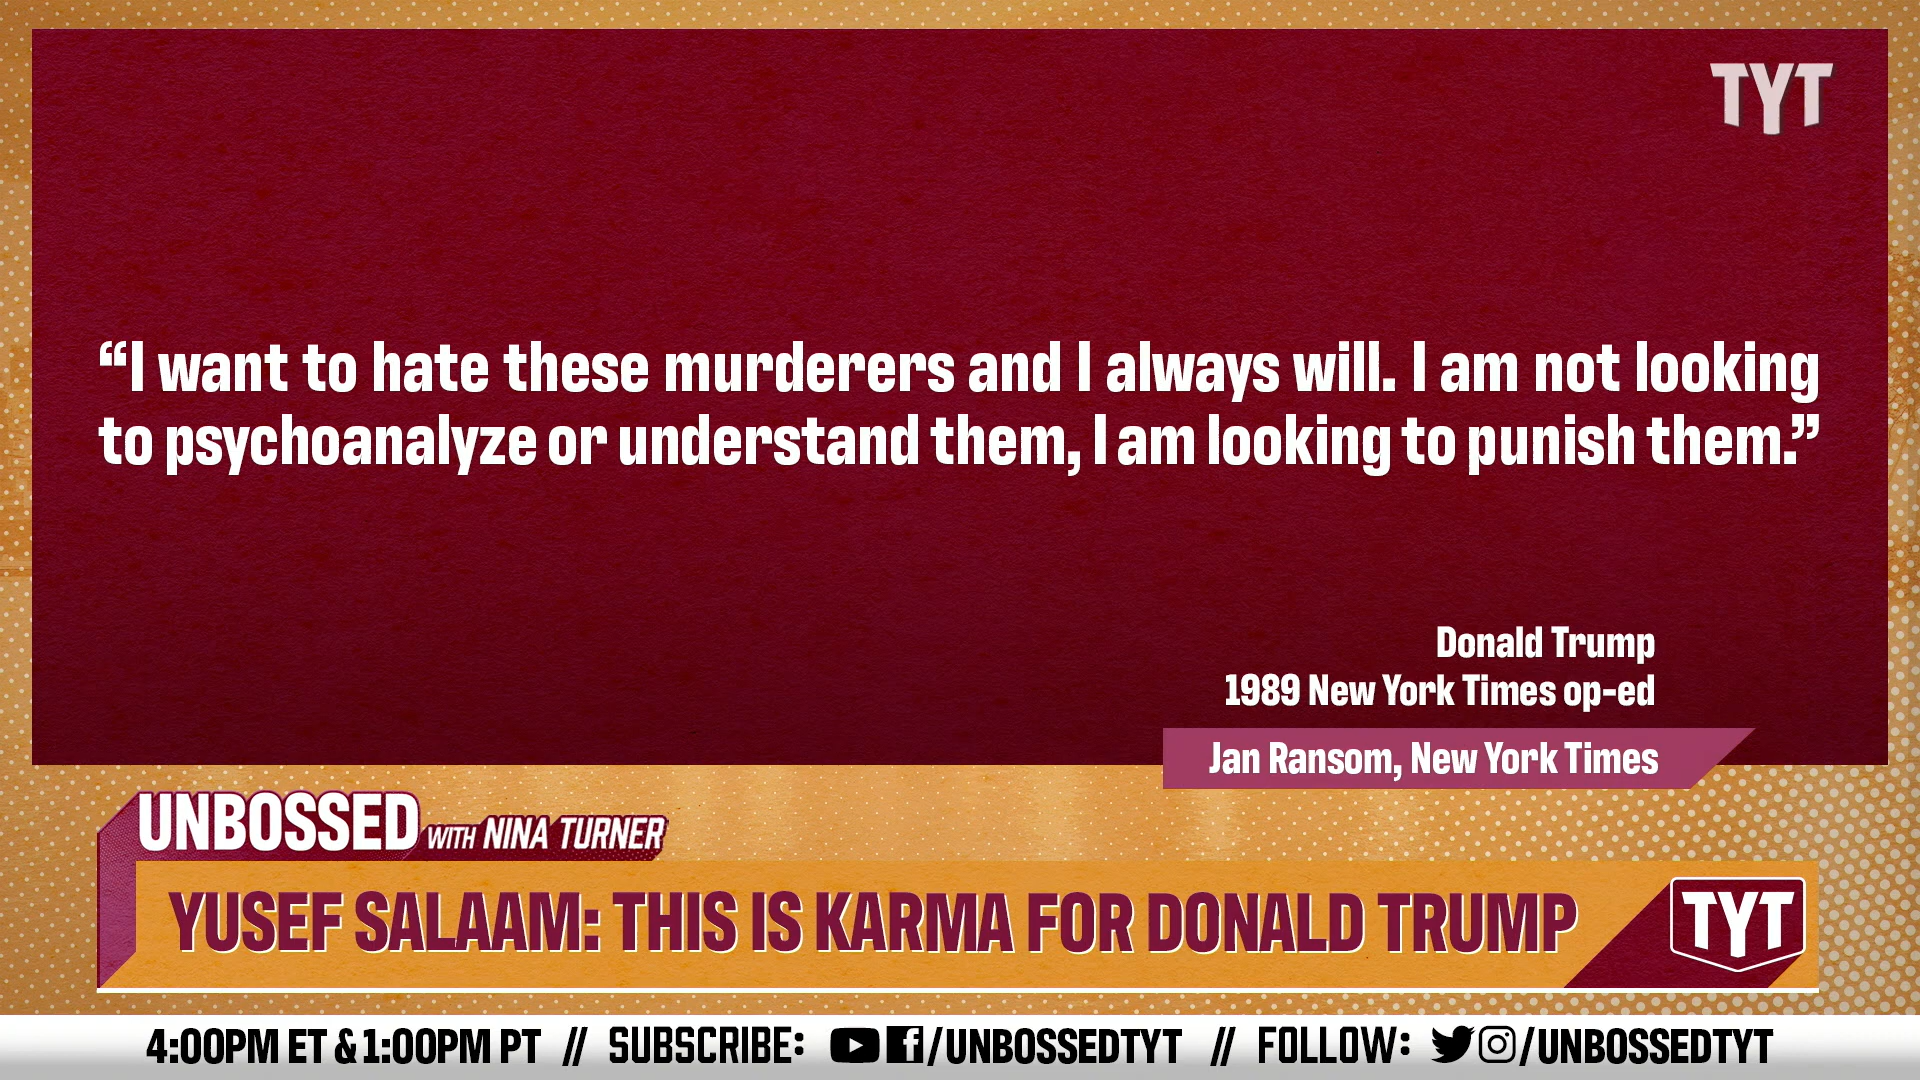 TYT
“I want to hate these murderers and I always will. I am not looking
to psychoanalyze or understand them, I am looking to punish them.”
Donald Trump
1989 New York Times op-ed
Jan Ransom, New York Times
UNBOSSED WITH NINA TURNER
YUSEF SALAAM: THIS IS KARMA FOR DONALD TRUMP
TYT
4:00PM ET & 1:00PM PT // SUBSCRIBE: /UNBOSSEDTYT // FOLLOW: /UNBOSSEDTYT